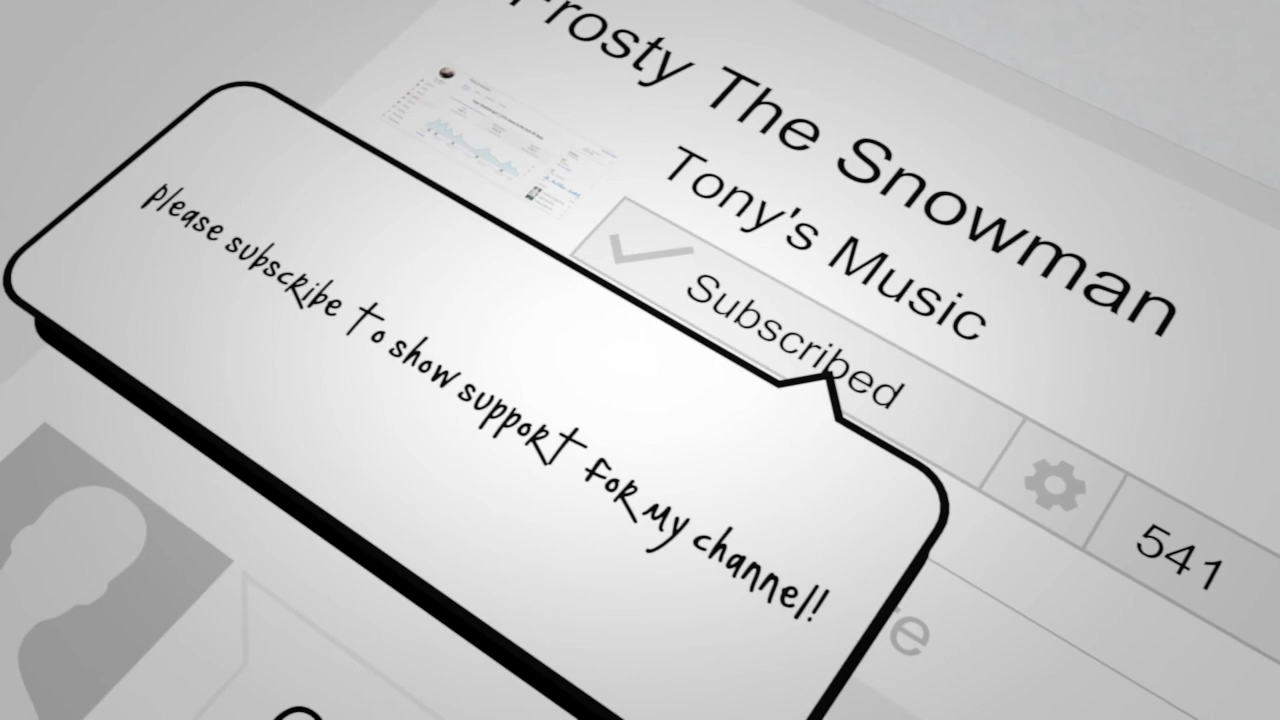 Frosty The Snowman
Tony's Music
Subscribed
541
please subscribe to show support for my channel!!